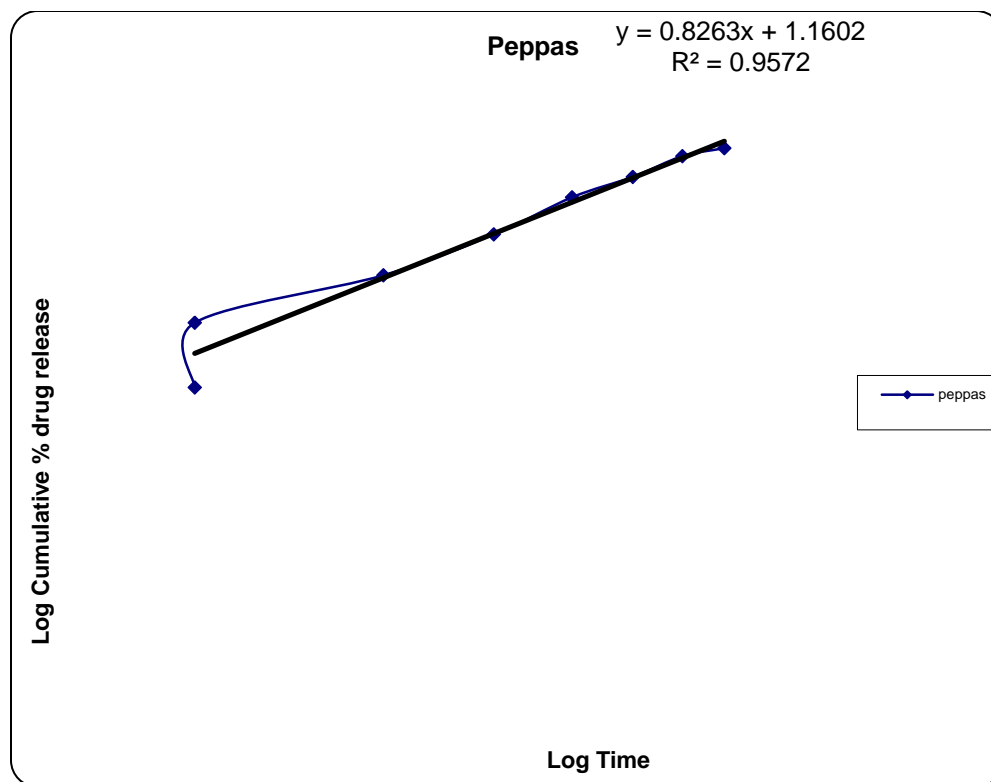 Peppas
y = 0.8263x + 1.1602
R² = 0.9572
Log Cumulative % drug release
peppas
Log Time